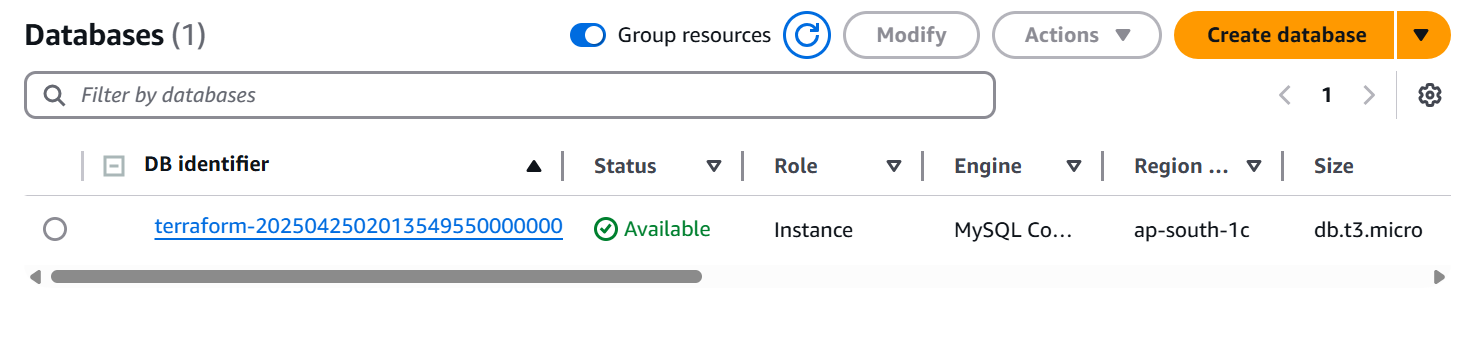 Databases (1)
Group resources
Modify
Actions
Create database
Filter by databases
1
DB identifier
Status
Role
Engine
Region ...
Size
terraform-2025042502013549550000000
Available
Instance
MySQL Co...
ap-south-1c
db.t3.micro